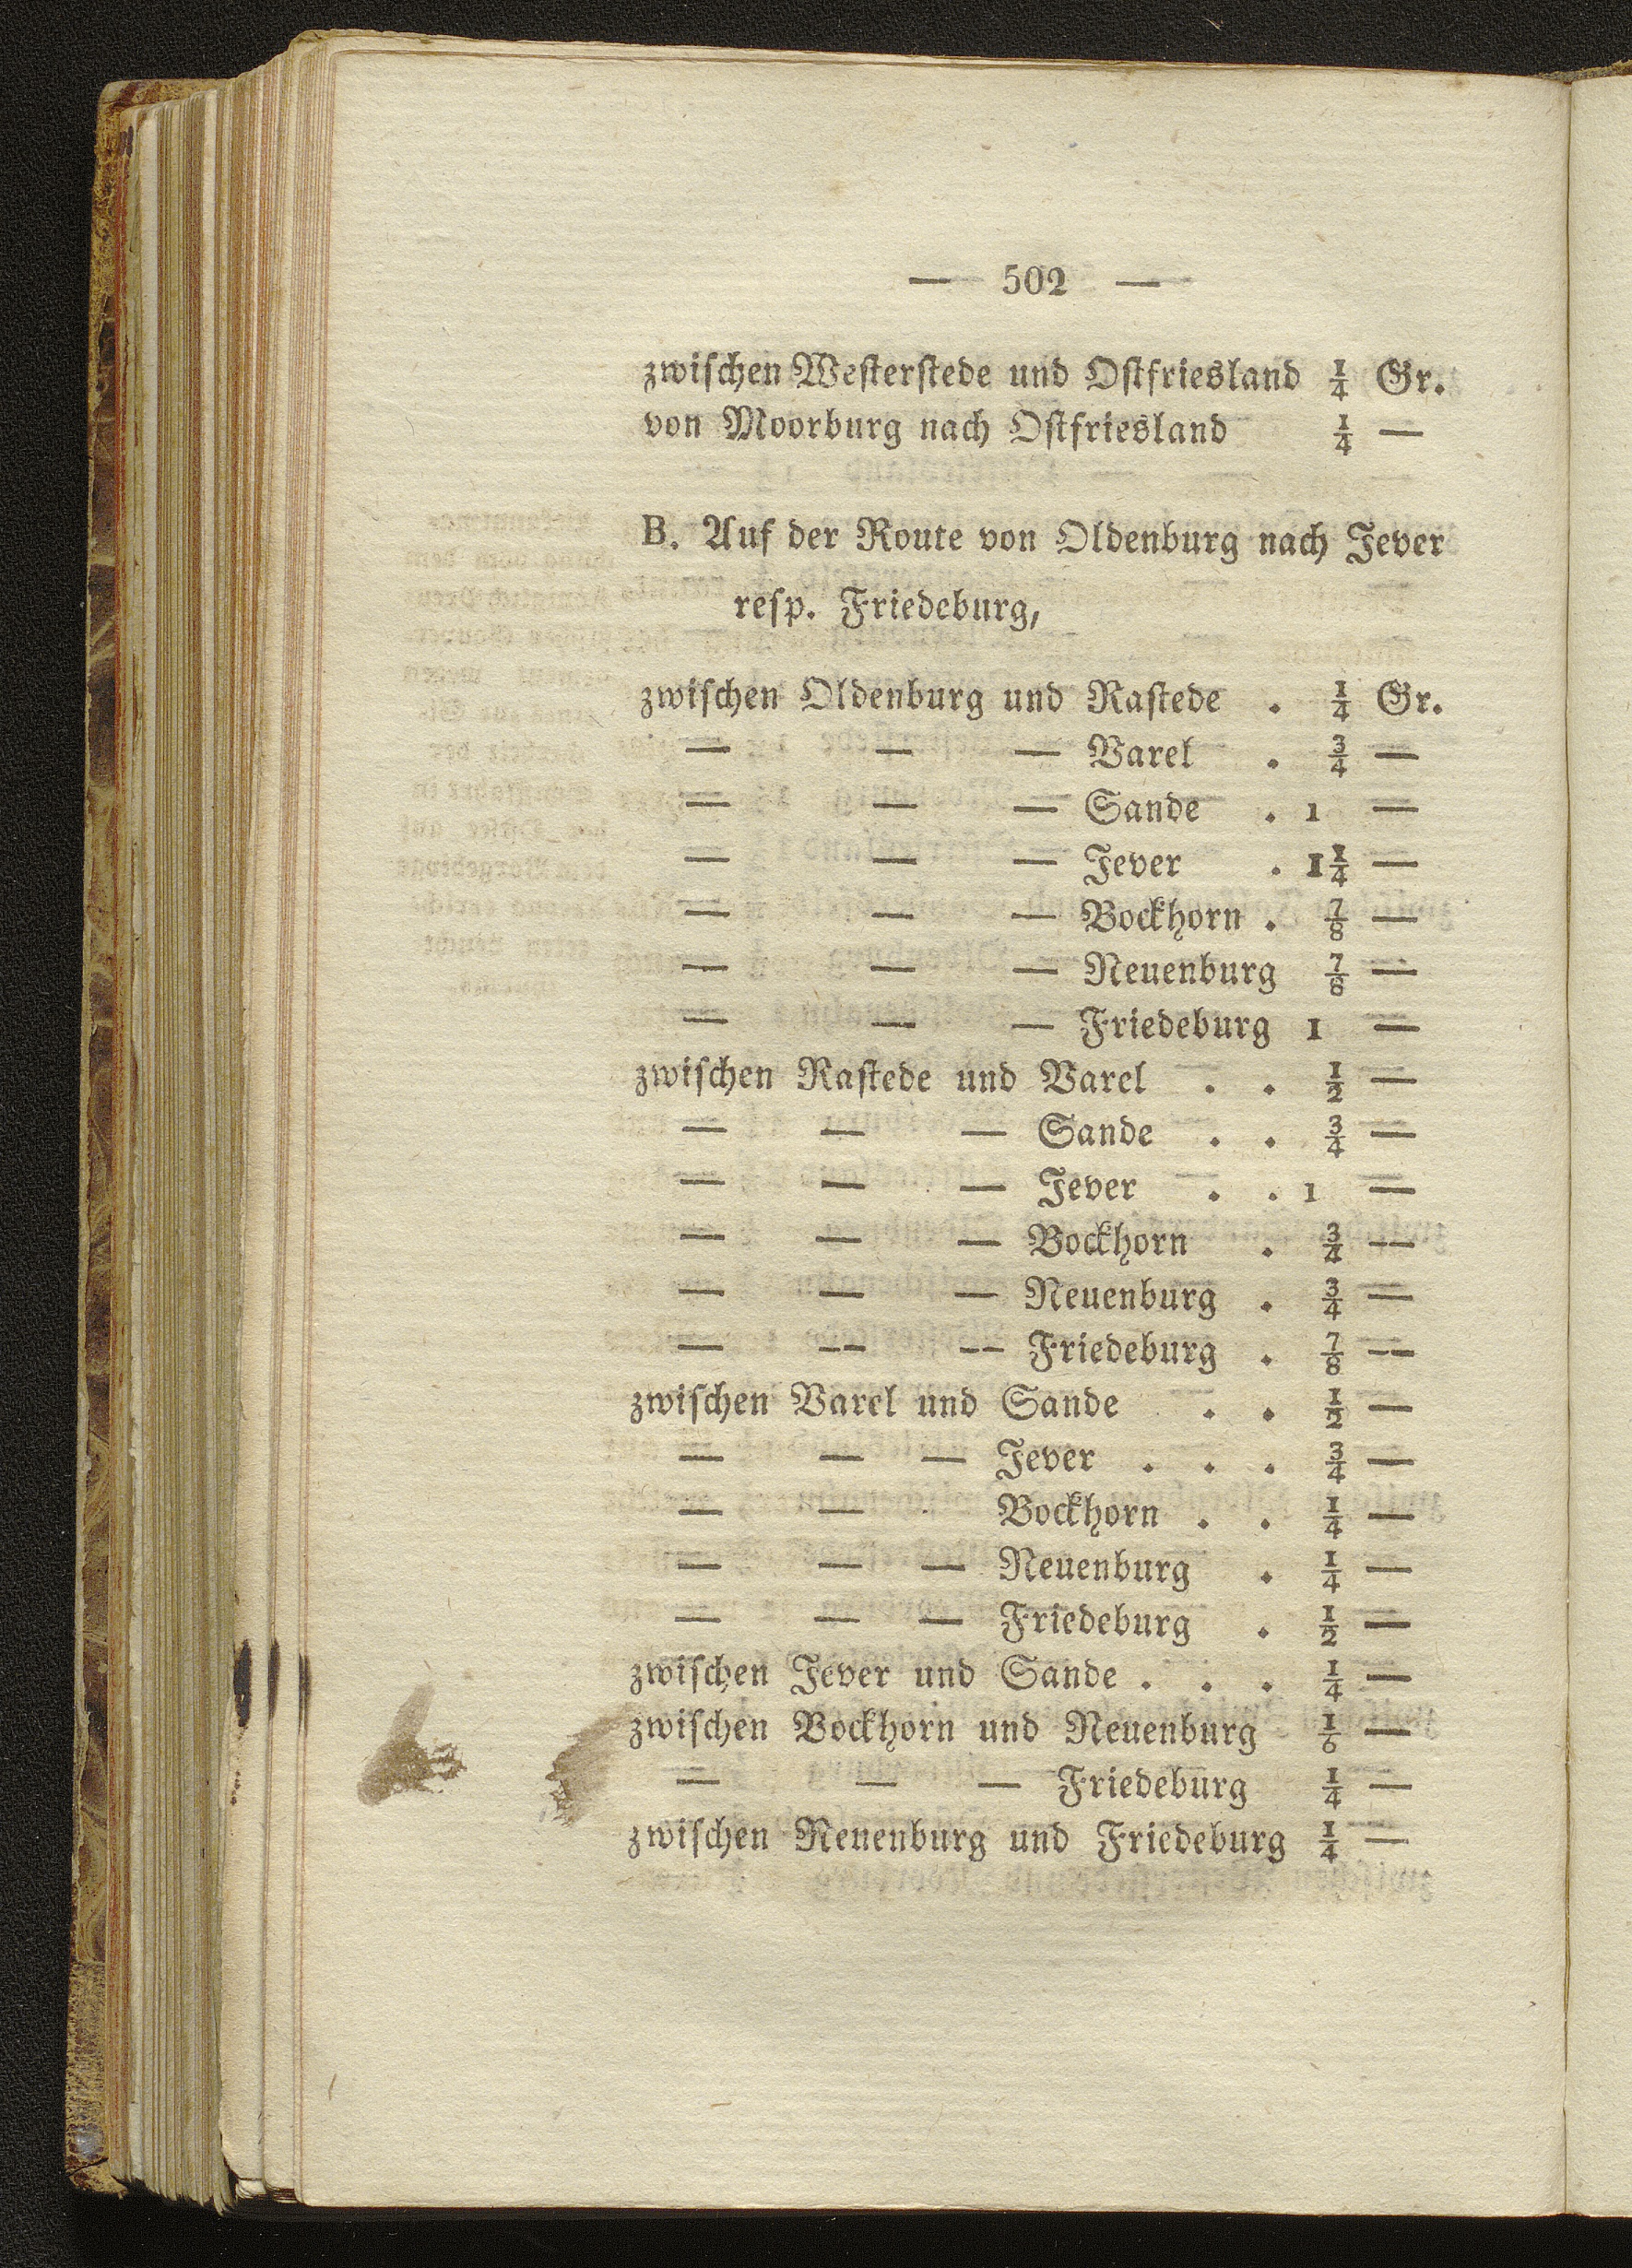 — 502 —
zwiſchen Weſterſtede und Oſtfriesland ¼ Gr.
von Moorburg nach Oſtfriesland ¼ —
B. Auf der Route von Oldenburg nach Jever
reſp. Friedeburg,
zwiſchen Oldenburg und Raſtede . ¼ Gr.
— — — Varel . ¾ —
— — — Sande . 1 —
— — — Jever . 1¼ —
— — — Bockhorn . ⅞ —
— — — Neuenburg ⅞ —
— — — Friedeburg 1 —
zwiſchen Raſtede und Varel . . ½ —
— — — Sande . . ¾ —
— — — Jever . . 1 —
— — — Bockhorn . ¾ —
— — — Neuenburg . ¾ —
— — — Friedeburg . ⅞ —
zwiſchen Varel und Sande . . ½ —
— — — Jever . . . ¾ —
— — Bockhorn . . ¼ —
— — — Neuenburg . ¼ —
— — — Friedeburg . ½ —
zwiſchen Jever und Sande . . . ¼ —
zwiſchen Bockhorn und Neuenburg ⅙ —
— — — Friedeburg ¼ —
zwiſchen Neuenburg und Friedeburg ¼ —